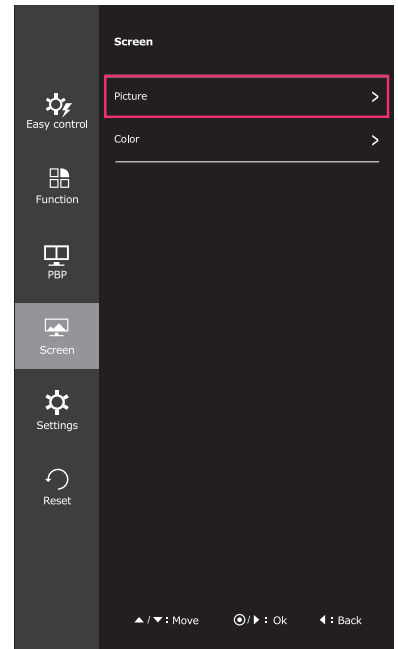 Screen
Picture >
Color >
Easy control
Function
PBP
Screen
Settings
Reset
▲ / ▼ : Move ◉/ ▶ : Ok ◀ : Back